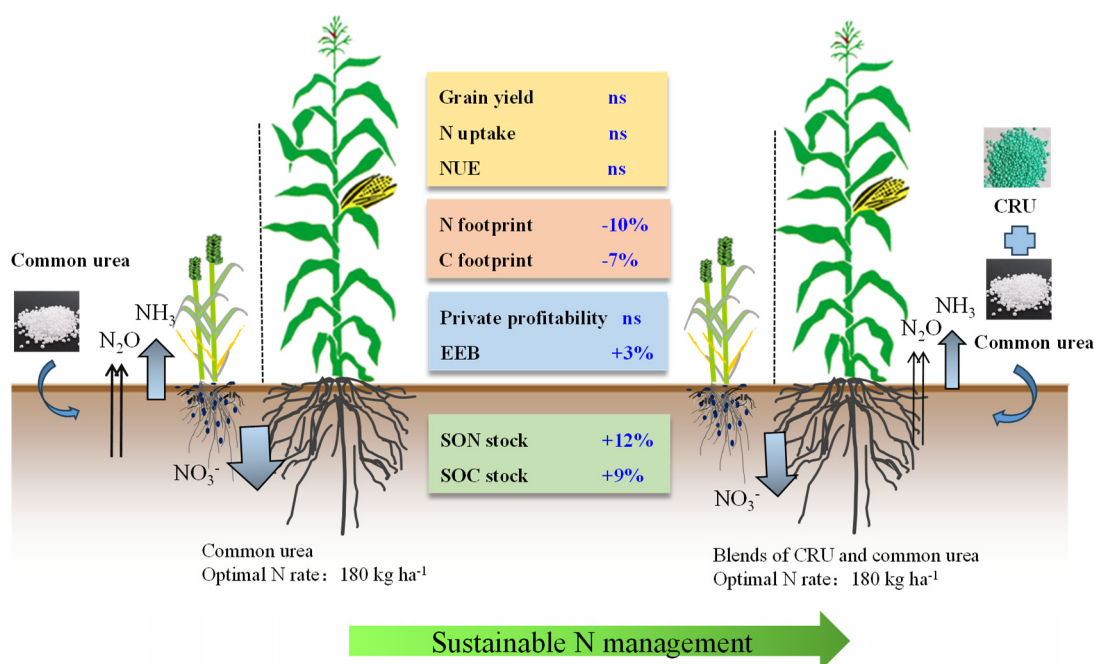 Common urea
NH₃
N₂O
NO₃⁻
Common urea
Optimal N rate：180 kg ha⁻¹
Grain yield ns
N uptake ns
NUE ns
N footprint -10%
C footprint -7%
Private profitability ns
EEB +3%
SON stock +12%
SOC stock +9%
CRU
NH₃
N₂O
Common urea
NO₃⁻
Blends of CRU and common urea
Optimal N rate：180 kg ha⁻¹
Sustainable N management